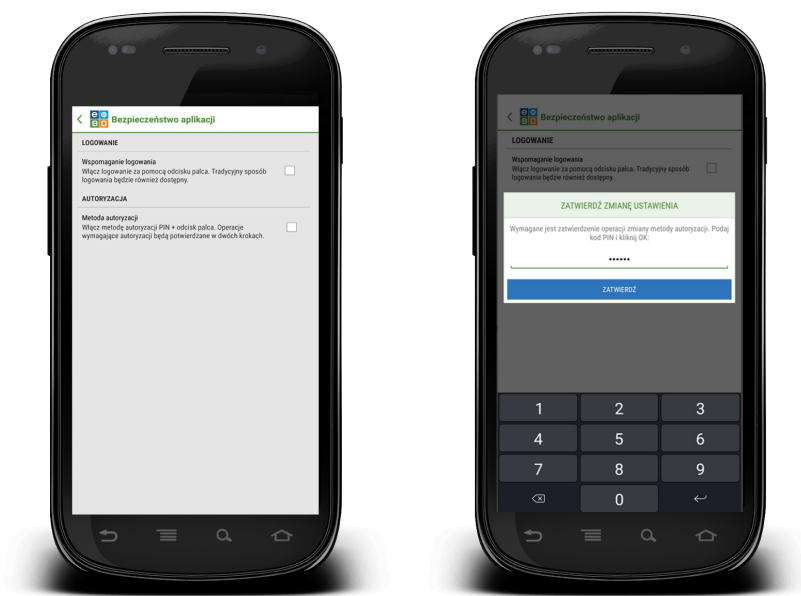 Bezpieczeństwo aplikacji
LOGOWANIE
Wspomaganie logowania
Włącz logowanie za pomocą odcisku palca. Tradycyjny sposób
logowania będzie również dostępny.
AUTORYZACJA
Metoda autoryzacji
Włącz metodę autoryzacji PIN + odcisk palca. Operacje
wymagające autoryzacji będą potwierdzane w dwóch krokach.
Bezpieczeństwo aplikacji
LOGOWANIE
Wspomaganie logowania
Włącz logowanie za pomocą odcisku palca. Tradycyjny sposób
logowania będzie również dostępny.
ZATWIERDŹ ZMIANĘ USTAWIENIA
Wymagane jest zatwierdzenie operacji zmiany metody autoryzacji. Podaj
kod PIN i kliknij OK:
••••••
ZATWIERDŹ
1 2 3
4 5 6
7 8 9
0